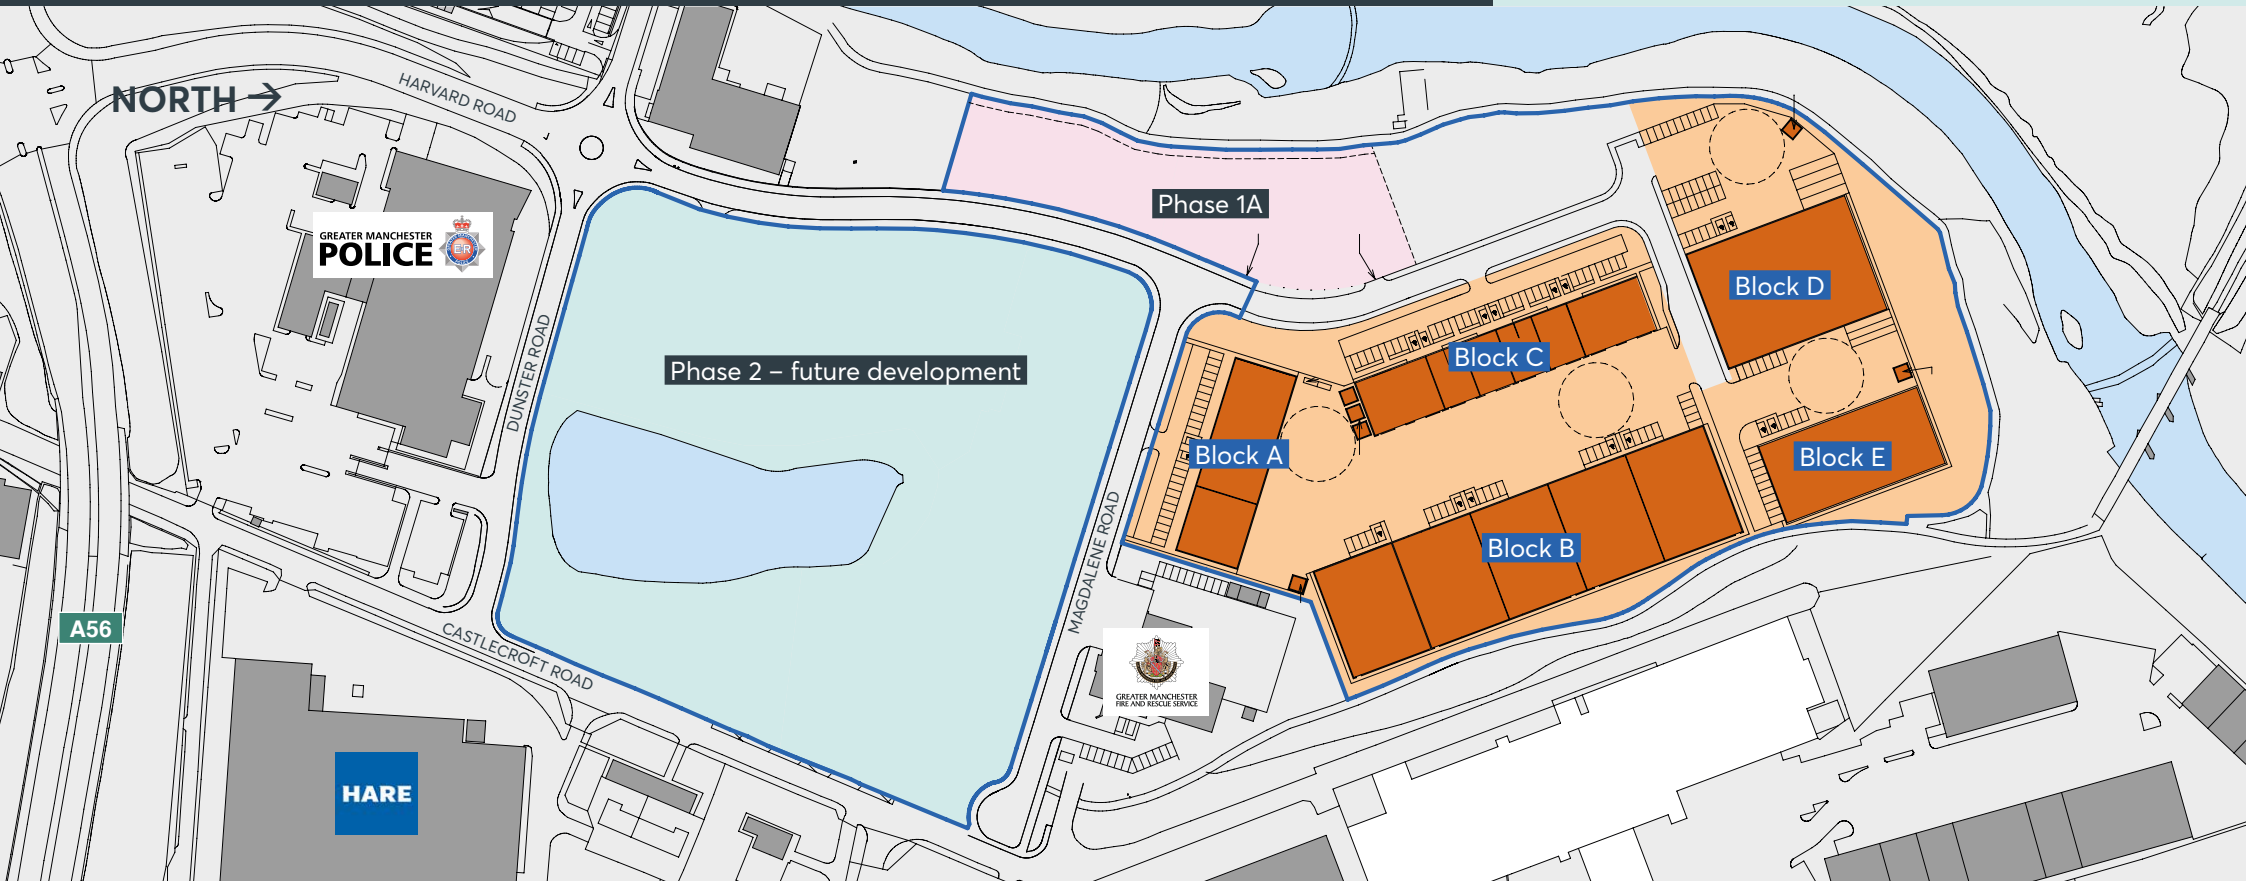 NORTH →
HARVARD ROAD
GREATER MANCHESTER
POLICE
E R
Phase 1A
Block D
DUNSTER ROAD
Phase 2 – future development
Block C
Block A
Block E
MAGDALENE ROAD
Block B
A56
CASTLECROFT ROAD
GREATER MANCHESTER
FIRE AND RESCUE SERVICE
HARE